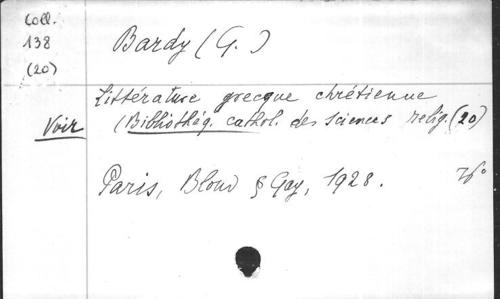 Coll.
138
(20)
Bardy (G.)
Littérature grecque chrétienne
Voir (Bibliothèq. cathol. des Sciences relig. (20)
Paris, Bloud & Gay, 1928.